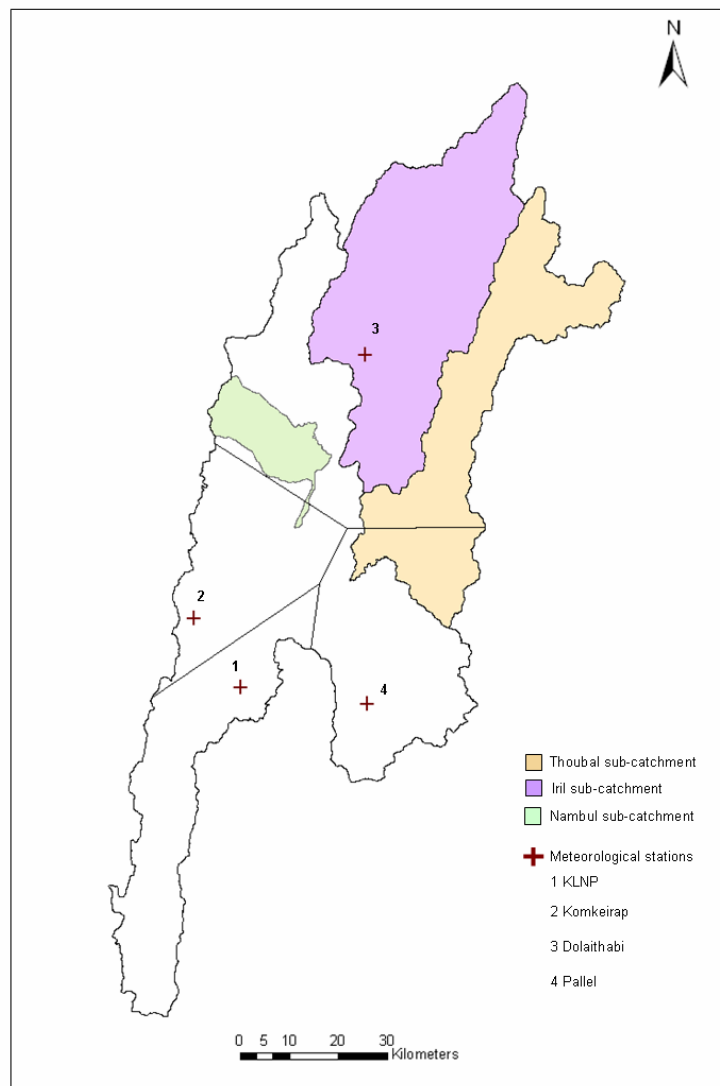 N
3
2
1
4
Thoubal sub-catchment
Iril sub-catchment
Nambul sub-catchment
Meteorological stations
1 KLNP
2 Komkeirap
3 Dolaithabi
4 Pallel
0 5 10 20 30
Kilometers